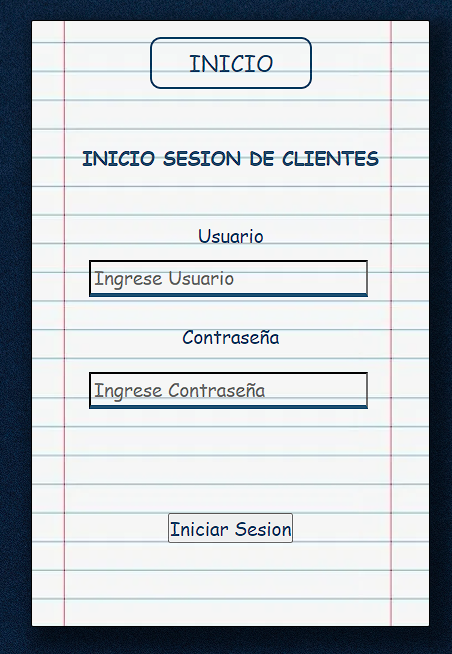 INICIO
INICIO SESION DE CLIENTES
Usuario
Ingrese Usuario
Contraseña
Ingrese Contraseña
Iniciar Sesion